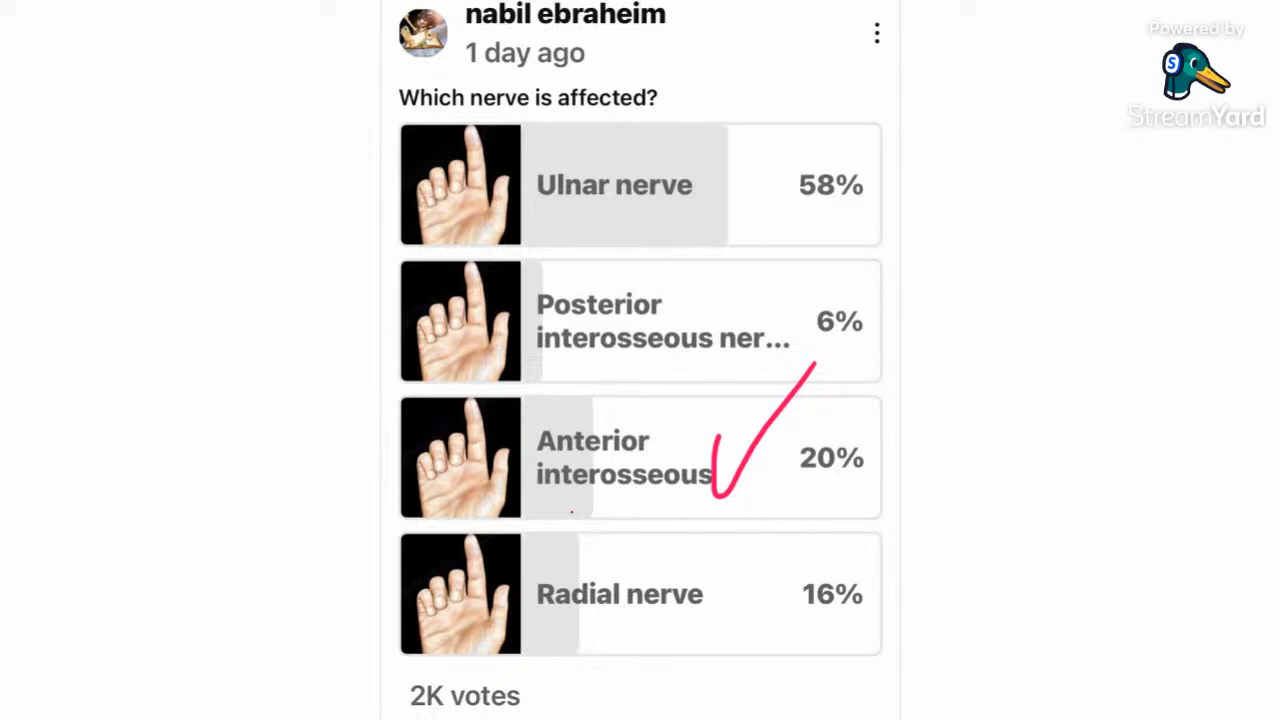 nabil ebraheim
1 day ago
Powered by
S
StreamYard
Which nerve is affected?
Ulnar nerve
58%
Posterior
interosseous ner...
6%
Anterior
interosseous
20%
Radial nerve
16%
2K votes